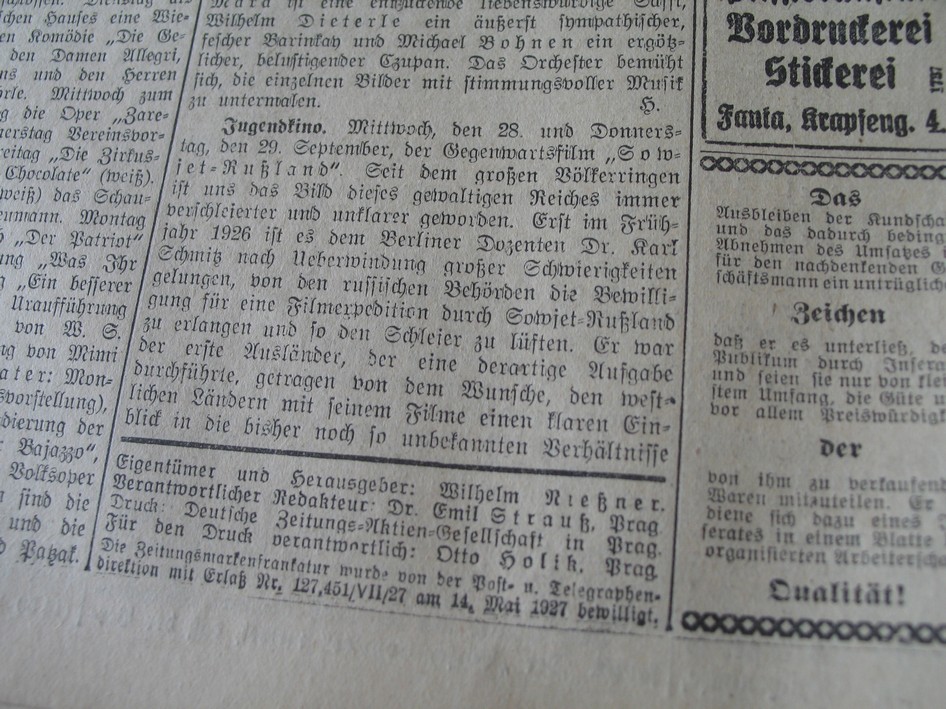 schen Hauses eine Wie-
en Komödie „Die Ge-
den Damen Allegri,
und den Herren
Mittwoch zum
die Oper „Zare-
Vereinsvor-
„Die Zirkus-
Chocolate“ (weiß).
weiß) das Schau-
Montag
„Der Patriot“
„Was Ihr
„Ein besserer
Uraufführung
von W. S.
von Mimi
Mon-
der
Bajazzo“,
Volksoper
sind die
und die
Patzak.
ist eine entzückende liebenswürdige Saffi,
Wilhelm Dieterle ein äußerst sympathischer,
fescher Barinkay und Michael Bohnen ein ergötz-
licher, belustigender Czupan. Das Orchester bemüht
sich, die einzelnen Bilder mit stimmungsvoller Musik
zu untermalen. H.
Jugendkino. Mittwoch, den 28. und Donners-
tag, den 29. September, der Gegenwartsfilm „Sow-
jet-Rußland“. Seit dem großen Völkerringen
ist uns das Bild dieses gewaltigen Reiches immer
verschleierter und unklarer geworden. Erst im Früh-
jahr 1926 ist es dem Berliner Dozenten Dr. Karl
Schmitz nach Ueberwindung großer Schwierigkeiten
gelungen, von den russischen Behörden die Bewilli-
gung für eine Filmexpedition durch Sowjet-Rußland
zu erlangen und so den Schleier zu lüften. Er war
der erste Ausländer, der eine derartige Aufgabe
durchführte, getragen von dem Wunsche, den west-
lichen Ländern mit seinem Filme einen klaren Ein-
blick in die bisher noch so unbekannten Verhältnisse
Eigentümer und Herausgeber: Wilhelm Nießner.
Verantwortlicher Redakteur: Dr. Emil Strauß, Prag.
Druck: Deutsche Zeitungs-Aktien-Gesellschaft in Prag.
Für den Druck verantwortlich: Otto Holik, Prag.
Die Zeitungsmarkenfrankatur wurde von der Post- u. Telegraphen-
direktion mit Erlaß Nr. 127.451/VII/27 am 14. Mai 1927 bewilligt.
Vordruckerei
Stickerei
Fanta, Krapfeng. 4.
Das
Ausbleiben der Kundscha
und das dadurch beding
Abnehmen des Umsatzes i
für den nachdenkenden G
schäftsmann ein untrüglich
Zeichen
daß er es unterließ, de
Publikum durch Insera
und seien sie nur von klei
stem Umfang, die Güte u
vor allem Preiswürdig
der
von ihm zu verkaufend
Waren mitzuteilen. Er
diene sich dazu eines
ferates in einem Blatte
organisierten Arbeitersch
Qualität!